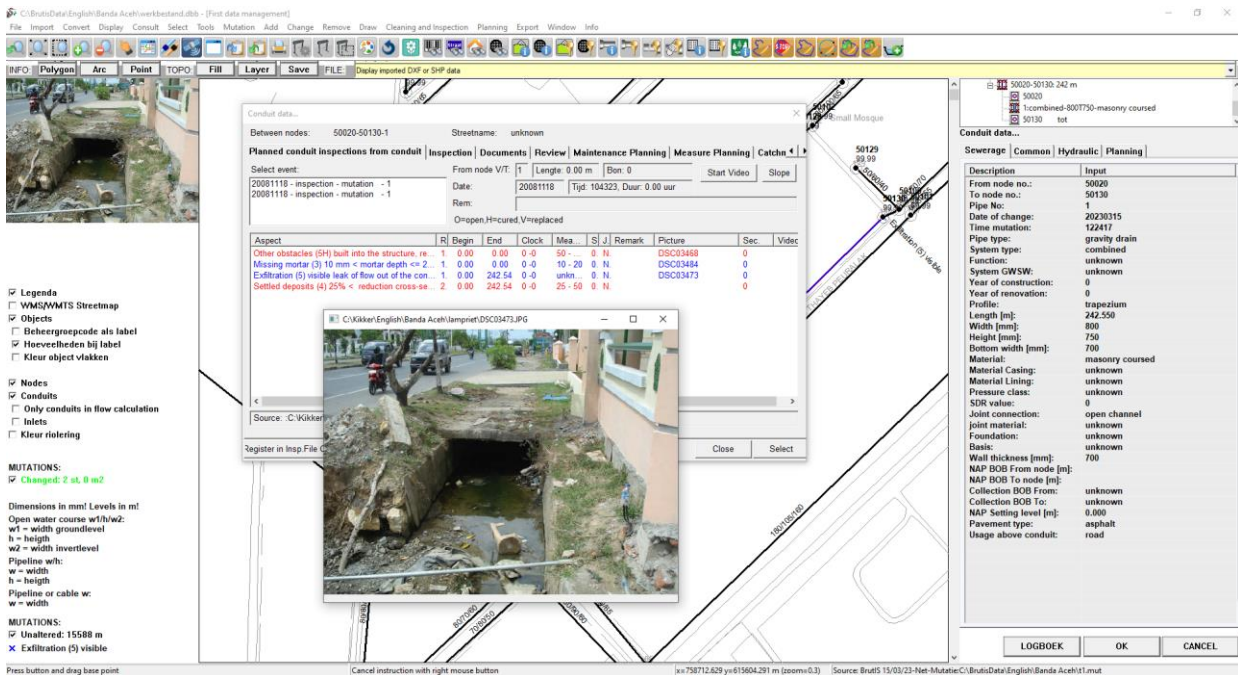 C:\BrutisData\English\Banda Aceh\werkbestand.dbb - [First data management]
File Import Convert Display Consult Select Tools Mutation Add Change Remove Draw Cleaning and Inspection Planning Export Window Info
INFO: Polygon Arc Point TOPO: Fill Layer Save FILE: Display imported DXF or SHP data
Legenda
WMS/WMTS Streetmap
Objects
Beheergroepcode als label
Hoeveelheden bij label
Kleur object vlakken
Nodes
Conduits
Only conduits in flow calculation
Inlets
Kleur riolering
MUTATIONS:
Changed: 2 st, 0 m2
Dimensions in mm! Levels in m!
Open water course w1/h/w2:
w1 = width groundlevel
h = heigth
w2 = width invertlevel
Pipeline w/h:
w = width
h = heigth
Pipeline or cable w:
w = width
MUTATIONS:
Unaltered: 15588 m
Exfiltration (5) visible
Conduit data...
Between nodes: 50020-50130-1 Streetname: unknown
Planned conduit inspections from conduit Inspection Documents Review Maintenance Planning Measure Planning Catchn
Select event:
20081118 - inspection - mutation - 1
20081118 - inspection - mutation - 1
From node V/T: 1 Lengte: 0.00 m Bon: 0 Start Video Slope
Date: 20081118 Tijd: 104323, Duur: 0.00 uur
Rem:
O=open,H=cured,V=replaced
Aspect R. Begin End Clock Mea... S J. Remark Picture Sec. Videc
Other obstacles (5H) built into the structure, re... 1. 0.00 0.00 0 -0 50 - ... 0. N. DSC03468 0
Missing mortar (3) 10 mm < mortar depth <= 2... 1. 0.00 0.00 0 -0 10 - 20 0. N. DSC03484 0
Exfiltration (5) visible leak of flow out of the con... 1. 0.00 242.54 0 -0 unkn... 0. N. DSC03473 0
Settled deposits (4) 25% < reduction cross-se... 2. 0.00 242.54 0 -0 25 - 50 0. N. 0
C:\Kikker\English\Banda Aceh\lampriet\DSC03473.JPG
Source: :C:\Kikker
Register in Insp.File Close Select
99.99
Small Mosque
50129
99.99
50/60/40
Exfiltration (5) visible
180/105/160
80/70/60
70/80/50
50020-50130: 242 m
50020
1:combined-800T750-masonry coursed
50130 tot
Conduit data...
Sewerage Common Hydraulic Planning
Description Input
From node no.: 50020
To node no.: 50130
Pipe No: 1
Date of change: 20230315
Time mutation: 122417
Pipe type: gravity drain
System type: combined
Function: unknown
System GWSW: unknown
Year of construction: 0
Year of renovation: 0
Profile: trapezium
Length [m]: 242.550
Width [mm]: 800
Height [mm]: 750
Bottom width [mm]: 700
Material: masonry coursed
Material Casing: unknown
Material Lining: unknown
Pressure class: unknown
SDR value: 0
Joint connection: open channel
joint material: unknown
Foundation: unknown
Basis: unknown
Wall thickness [mm]: 700
NAP BOB From node [m]:
NAP BOB To node [m]:
Collection BOB From: unknown
Collection BOB To: unknown
NAP Setting level [m]: 0.000
Pavement type: asphalt
Usage above conduit: road
LOGBOEK OK CANCEL
Press button and drag base point Cancel instruction with right mouse button x=758712.629 y=615604.291 m (zoom=0.3) Source: BrutIS 15/03/23-Net-Mutatie:C:\BrutisData\English\Banda Aceh\t1.mut